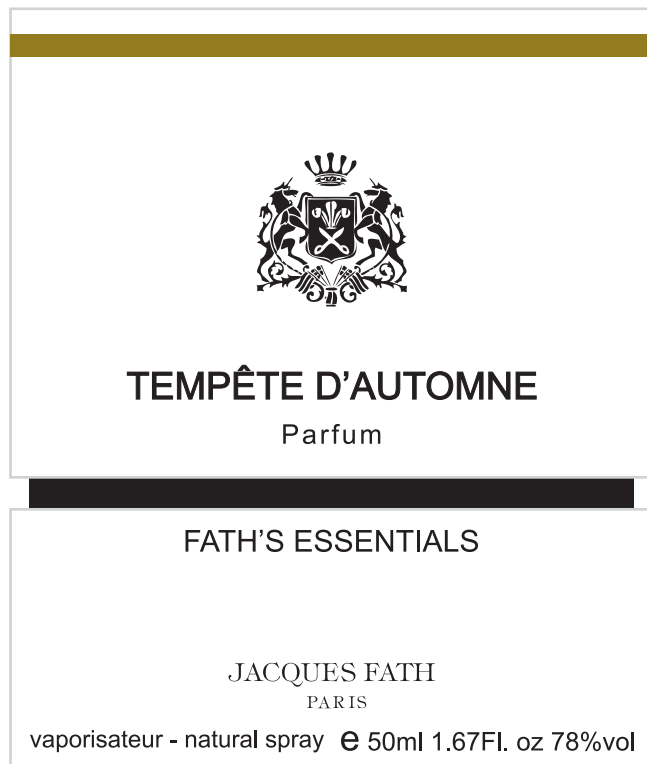 TEMPÊTE D’AUTOMNE
Parfum
FATH'S ESSENTIALS
JACQUES FATH
PARIS
vaporisateur - natural spray ℮ 50ml 1.67Fl. oz 78%vol